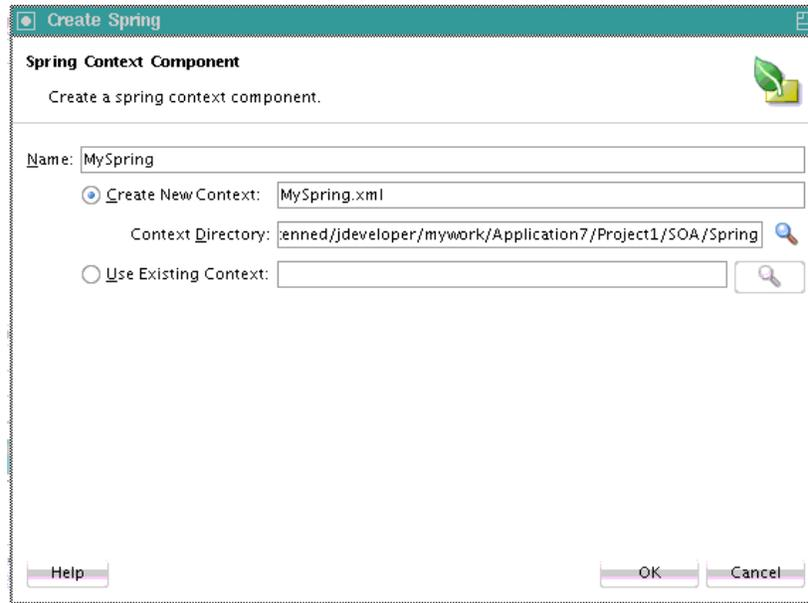 Create Spring
Spring Context Component
Create a spring context component.
Name: MySpring
Create New Context: MySpring.xml
Context Directory: :enned/jdeveloper/mywork/Application7/Project1/SOA/Spring
Use Existing Context:
Help OK Cancel